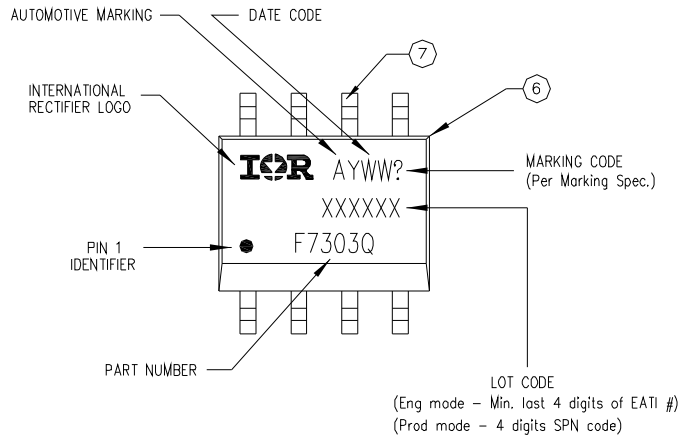 AUTOMOTIVE MARKING
DATE CODE
7
INTERNATIONAL
RECTIFIER LOGO
6
IOR AYWW?
MARKING CODE
(Per Marking Spec.)
XXXXXX
PIN 1
IDENTIFIER
F7303Q
PART NUMBER
LOT CODE
(Eng mode – Min. last 4 digits of EATI #)
(Prod mode – 4 digits SPN code)